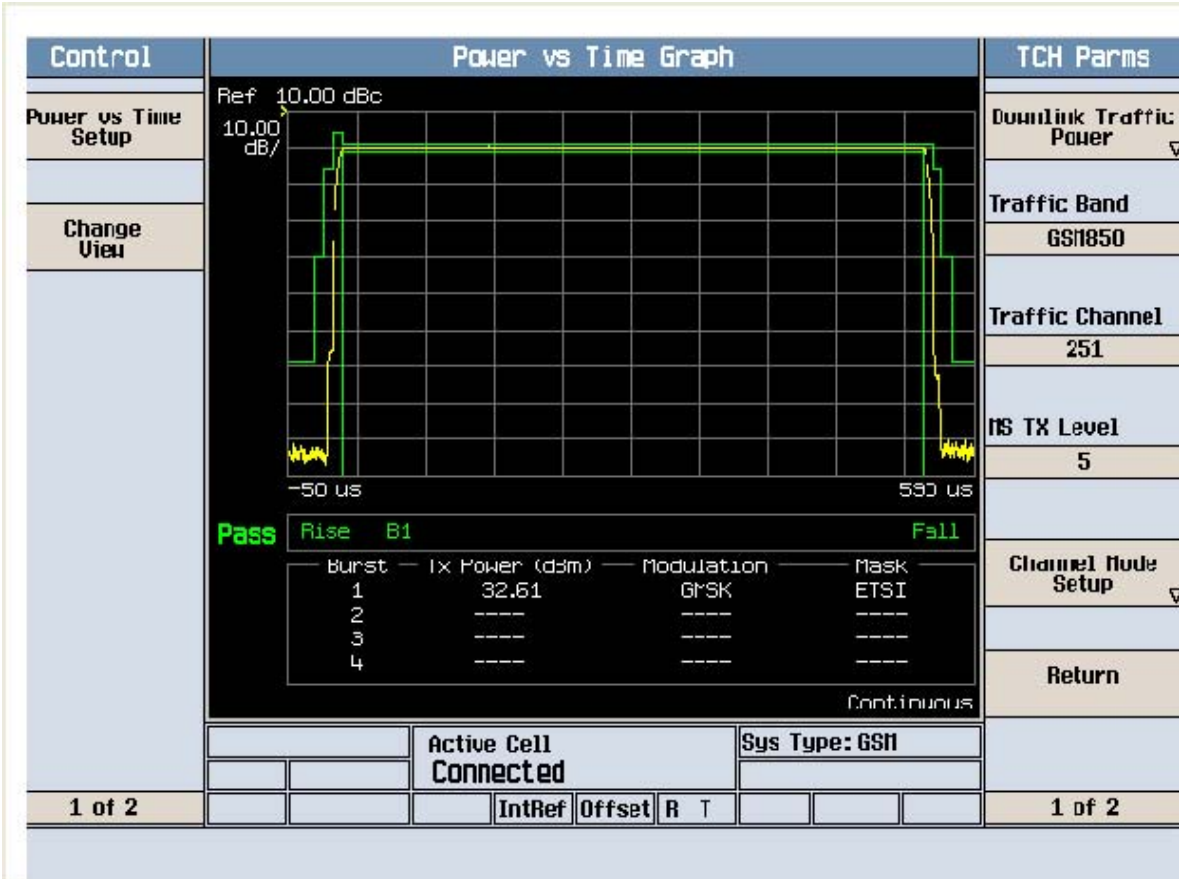 Control
Power vs Time Graph
TCH Parms
Power vs Time
Setup
Change
View
1 of 2
Ref 10.00 dBc
10.00
dB/
-50 us
590 us
Pass
Rise B1 Fall
Burst Tx Power (dBm) Modulation Mask
1 32.61 GMSK ETSI
2 ---- ---- ----
3 ---- ---- ----
4 ---- ---- ----
Continuous
Active Cell
Connected
Sys Type: GSM
IntRef Offset R T
Downlink Traffic
Power
Traffic Band
GSM850
Traffic Channel
251
MS TX Level
5
Channel Mode
Setup
Return
1 of 2